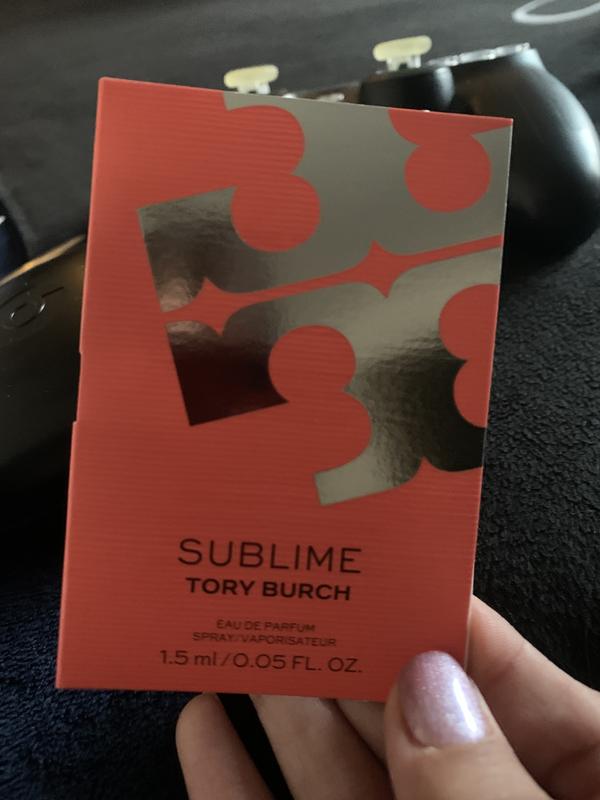 SUBLIME
TORY BURCH
EAU DE PARFUM
SPRAY/VAPORISATEUR
1.5 ml/0.05 FL. OZ.